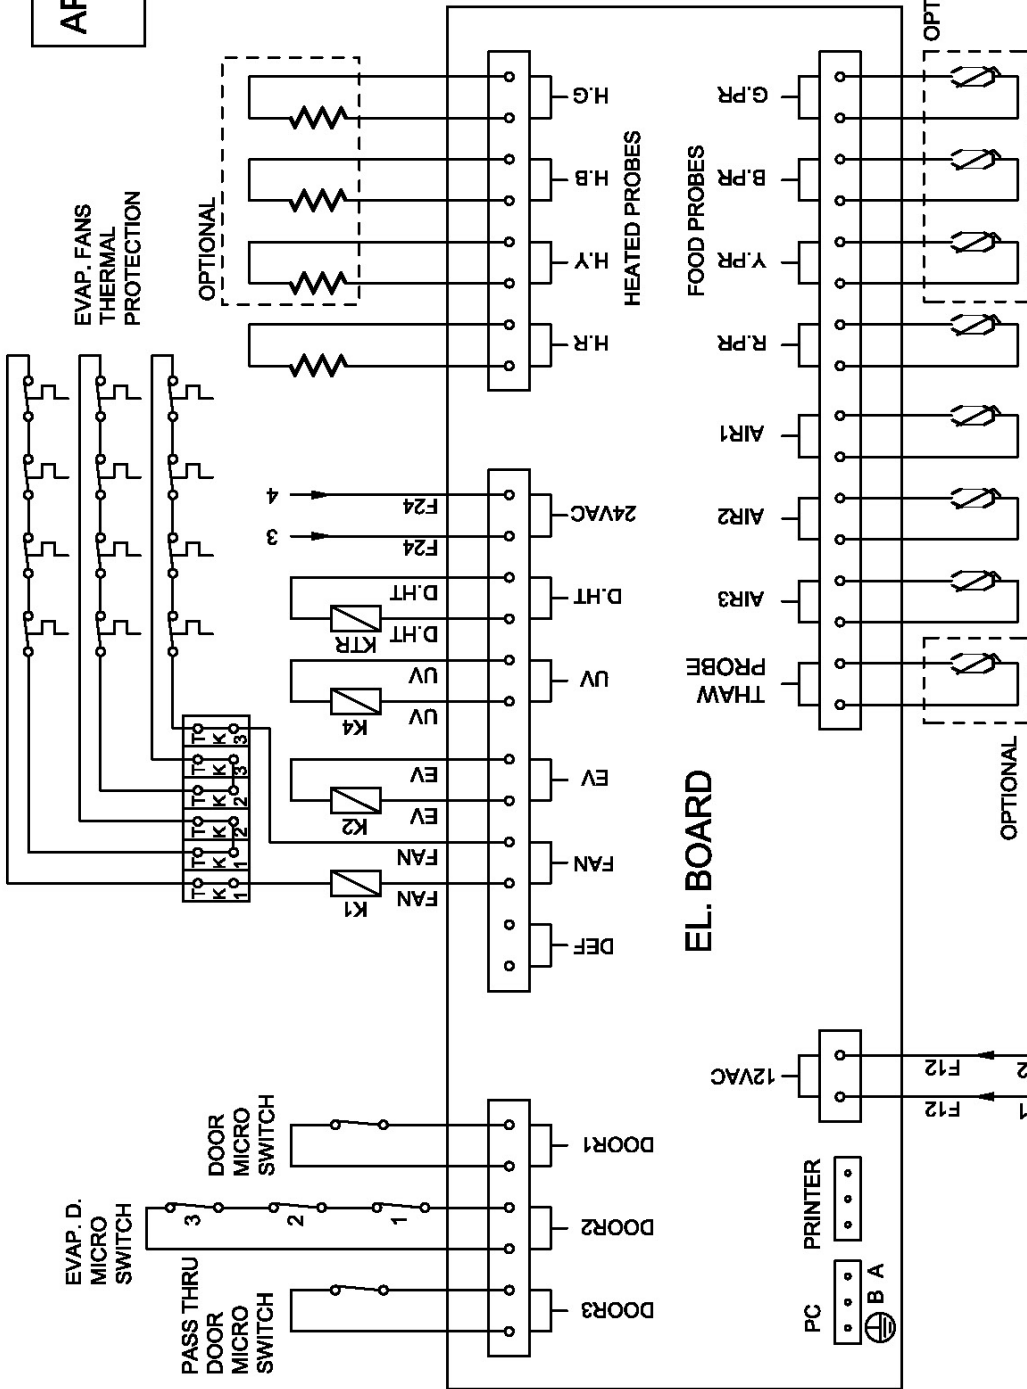 AF
OPT
EVAP. FANS
THERMAL
PROTECTION
OPTIONAL
H.G
H.B
H.Y
H.R
HEATED PROBES
G.PR
B.PR
Y.PR
R.PR
FOOD PROBES
AIR1
AIR2
AIR3
THAW
PROBE
OPTIONAL
4
3
F24
F24
24VAC
D.HT
D.HT
KTR
D.HT
UV
UV
K4
UV
EV
EV
K2
EV
FAN
FAN
K1
FAN
DEF
T K 3
T K 3
T K 2
T K 2
T K 1
T K 1
EL. BOARD
12VAC
F12
F12
2
1
DOOR
MICRO
SWITCH
EVAP. D.
MICRO
SWITCH
3
2
1
PASS THRU
DOOR
MICRO
SWITCH
DOOR1
DOOR2
DOOR3
PRINTER
PC
B A